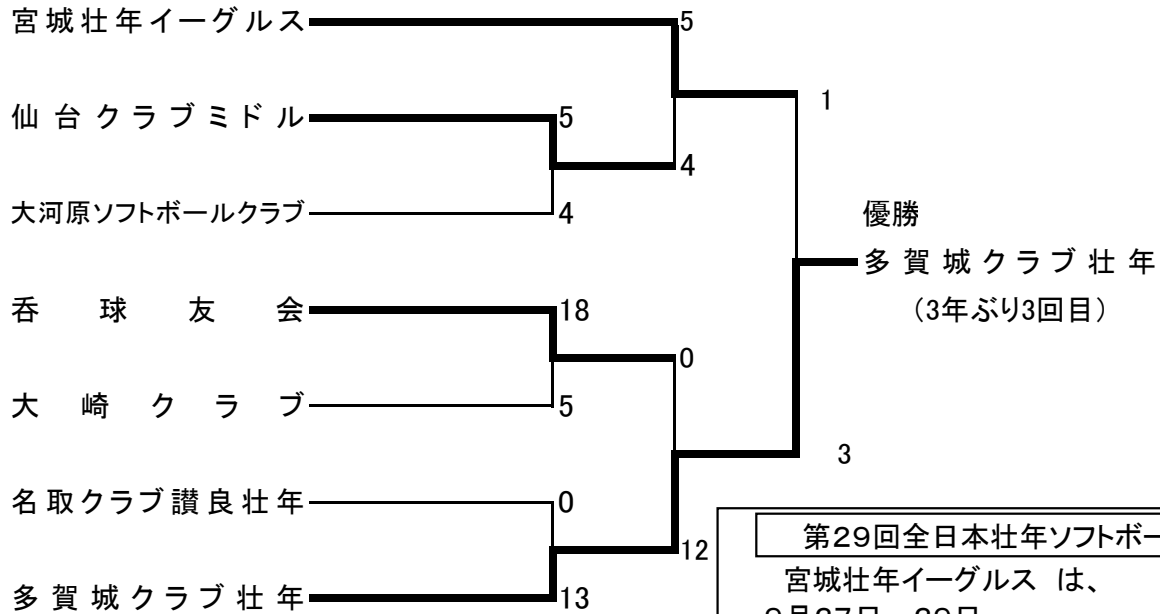 宮城壮年イーグルス
5
1
仙台クラブミドル
5
4
大河原ソフトボールクラブ
4
優勝
多賀城クラブ壮年
(3年ぶり3回目)
呑球友会
18
0
大崎クラブ
5
3
名取クラブ讃良壮年
0
12
第29回全日本壮年ソフトボー
宮城壮年イーグルス は、
多賀城クラブ壮年
13